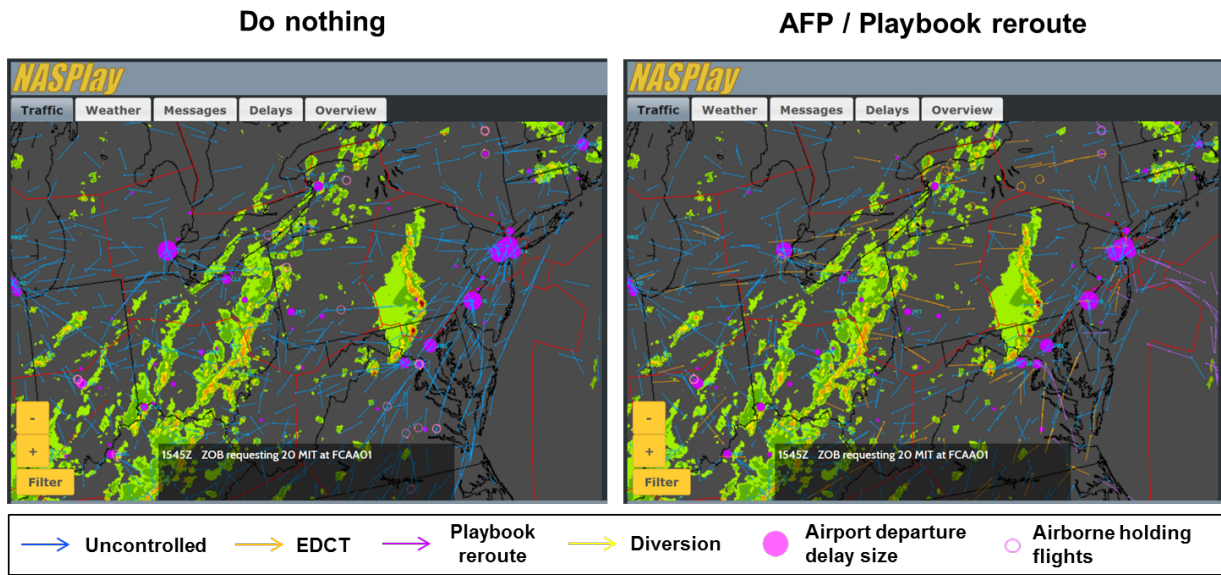 Do nothing
AFP / Playbook reroute
NASPlay
Traffic Weather Messages Delays Overview
-
+
Filter
1545Z ZOB requesting 20 MIT at FCAA01
NASPlay
Traffic Weather Messages Delays Overview
-
+
Filter
1545Z ZOB requesting 20 MIT at FCAA01
Uncontrolled
EDCT
Playbook
reroute
Diversion
Airport departure
delay size
Airborne holding
flights